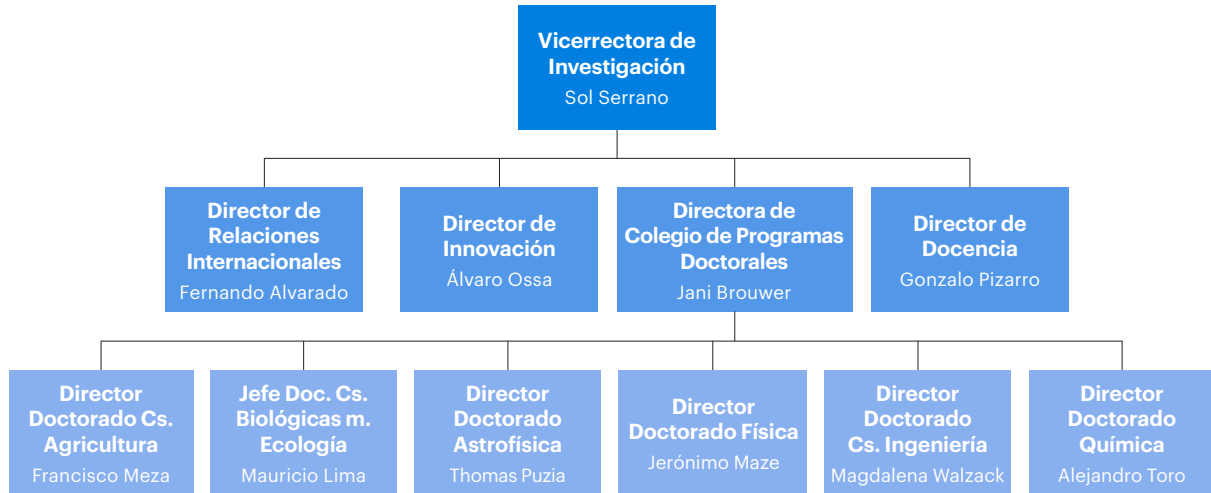 Vicerrectora de
Investigación
Sol Serrano
Director de
Relaciones
Internacionales
Fernando Alvarado
Director de
Innovación
Álvaro Ossa
Directora de
Colegio de Programas
Doctorales
Jani Brouwer
Director de
Docencia
Gonzalo Pizarro
Director
Doctorado Cs.
Agricultura
Francisco Meza
Jefe Doc. Cs.
Biológicas m.
Ecología
Mauricio Lima
Director
Doctorado
Astrofísica
Thomas Puzia
Director
Doctorado Física
Jerónimo Maze
Director
Doctorado
Cs. Ingeniería
Magdalena Walzack
Director
Doctorado
Química
Alejandro Toro